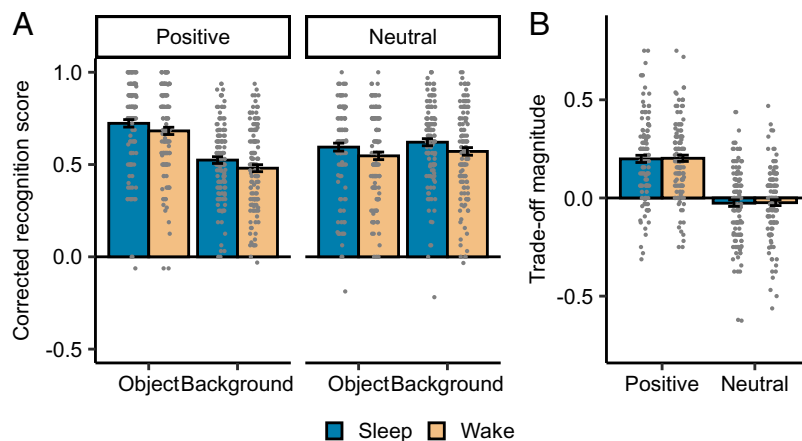 A
Positive
Neutral
Corrected recognition score
1.0
0.5
0.0
-0.5
Object
Background
Object
Background
B
Trade-off magnitude
0.5
0.0
-0.5
Positive
Neutral
Sleep
Wake